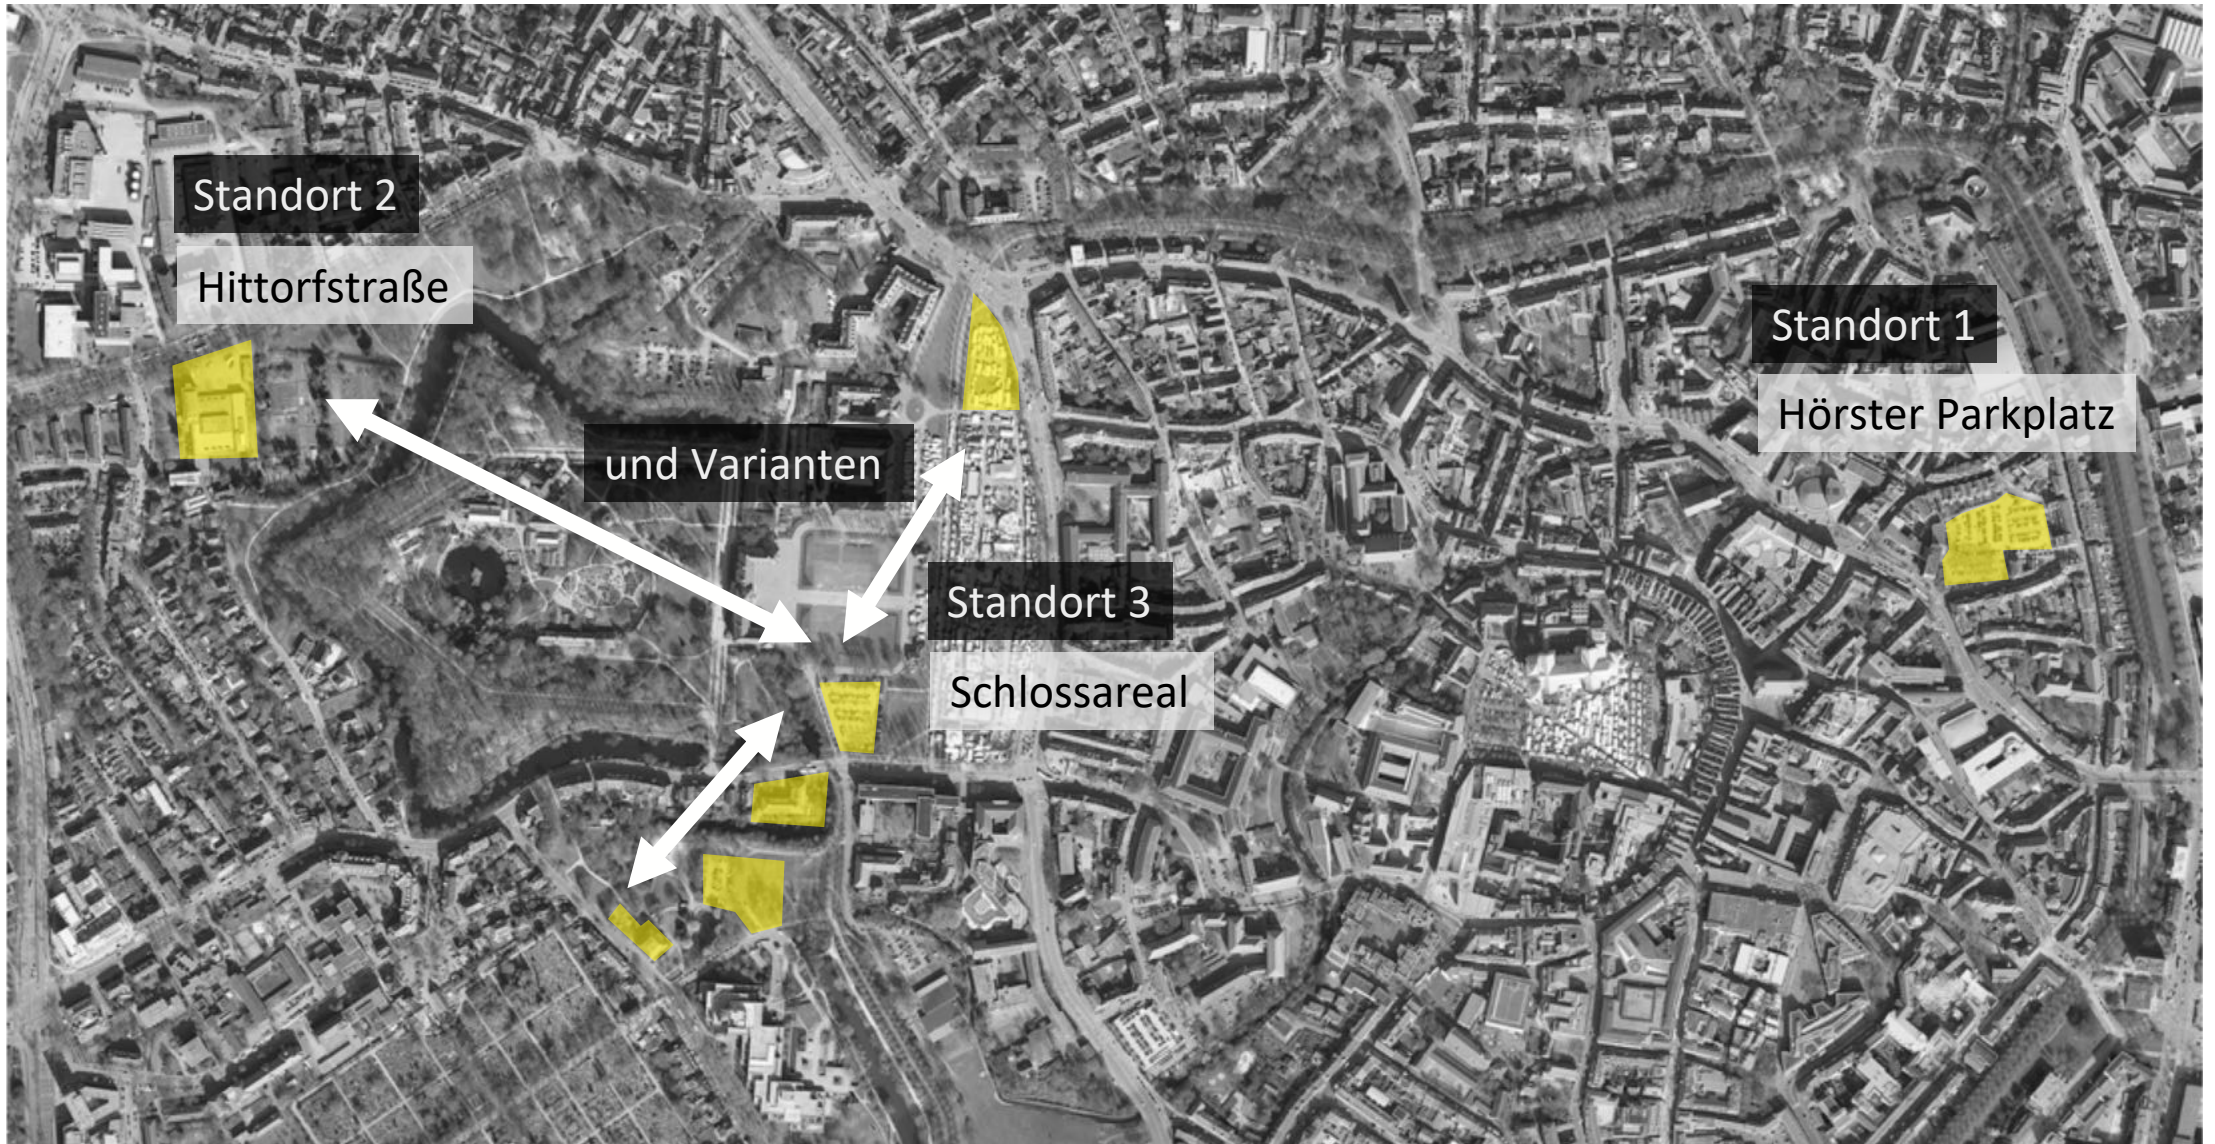 Standort 2
Hittorfstraße
Standort 1
Hörster Parkplatz
und Varianten
Standort 3
Schlossareal